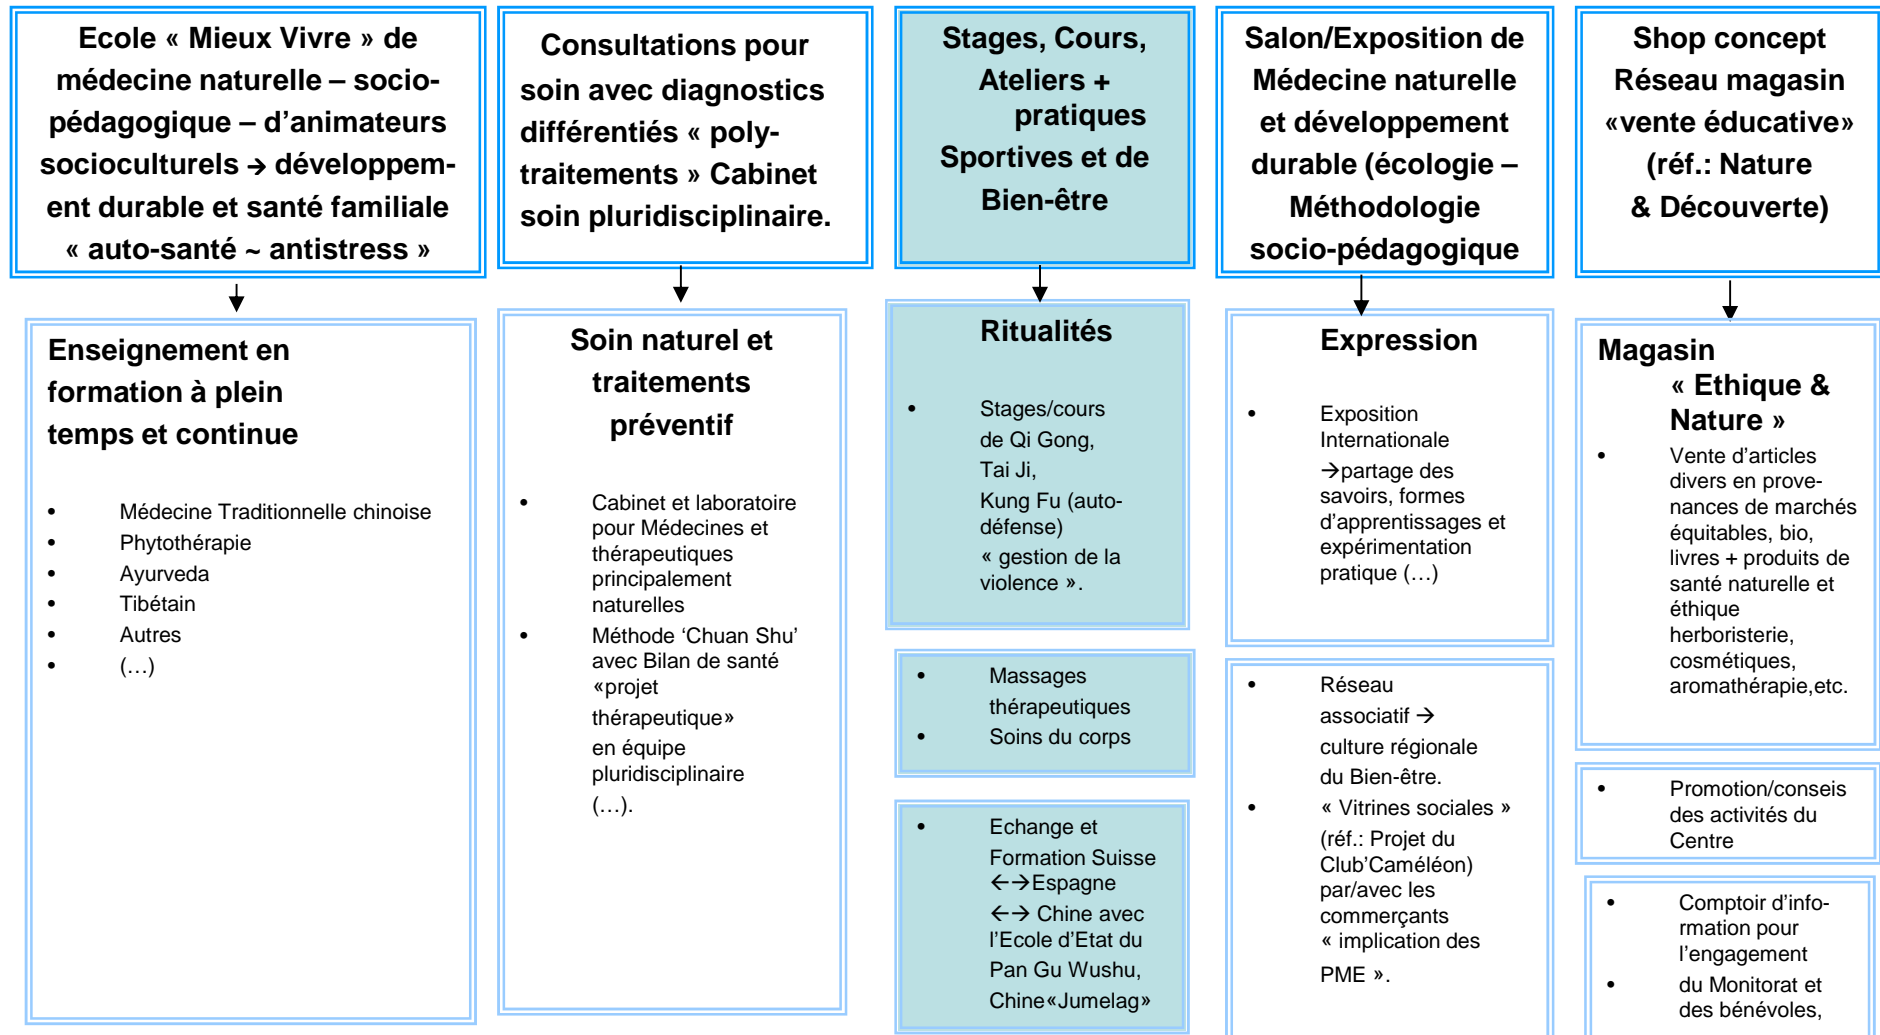 Ecole « Mieux Vivre » de
médecine naturelle – socio-
pédagogique – d’animateurs
socioculturels → développem-
ent durable et santé familiale
« auto-santé ~ antistress »
Enseignement en
formation à plein
temps et continue
• Médecine Traditionnelle chinoise
• Phytothérapie
• Ayurveda
• Tibétain
• Autres
• (…)
Consultations pour
soin avec diagnostics
différentiés « poly-
traitements » Cabinet
soin pluridisciplinaire.
Soin naturel et
traitements
préventif
• Cabinet et laboratoire
pour Médecines et
thérapeutiques
principalement
naturelles
• Méthode ‘Chuan Shu’
avec Bilan de santé
«projet
thérapeutique»
en équipe
pluridisciplinaire
(…).
Stages, Cours,
Ateliers +
pratiques
Sportives et de
Bien-être
Ritualités
• Stages/cours
de Qi Gong,
Tai Ji,
Kung Fu (auto-
défense)
« gestion de la
violence ».
• Massages
thérapeutiques
• Soins du corps
• Echange et
Formation Suisse
←→Espagne
←→ Chine avec
l’Ecole d’Etat du
Pan Gu Wushu,
Chine«Jumelag»
Salon/Exposition de
Médecine naturelle
et développement
durable (écologie –
Méthodologie
socio-pédagogique
Expression
• Exposition
Internationale
→partage des
savoirs, formes
d’apprentissages et
expérimentation
pratique (…)
• Réseau
associatif →
culture régionale
du Bien-être.
• « Vitrines sociales »
(réf.: Projet du
Club’Caméléon)
par/avec les
commerçants
« implication des
PME ».
Shop concept
Réseau magasin
«vente éducative»
(réf.: Nature
& Découverte)
Magasin
« Ethique &
Nature »
• Vente d’articles
divers en prove-
nances de marchés
équitables, bio,
livres + produits de
santé naturelle et
éthique
herboristerie,
cosmétiques,
aromathérapie,etc.
• Promotion/conseis
des activités du
Centre
• Comptoir d’info-
rmation pour
l’engagement
• du Monitorat et
des bénévoles,